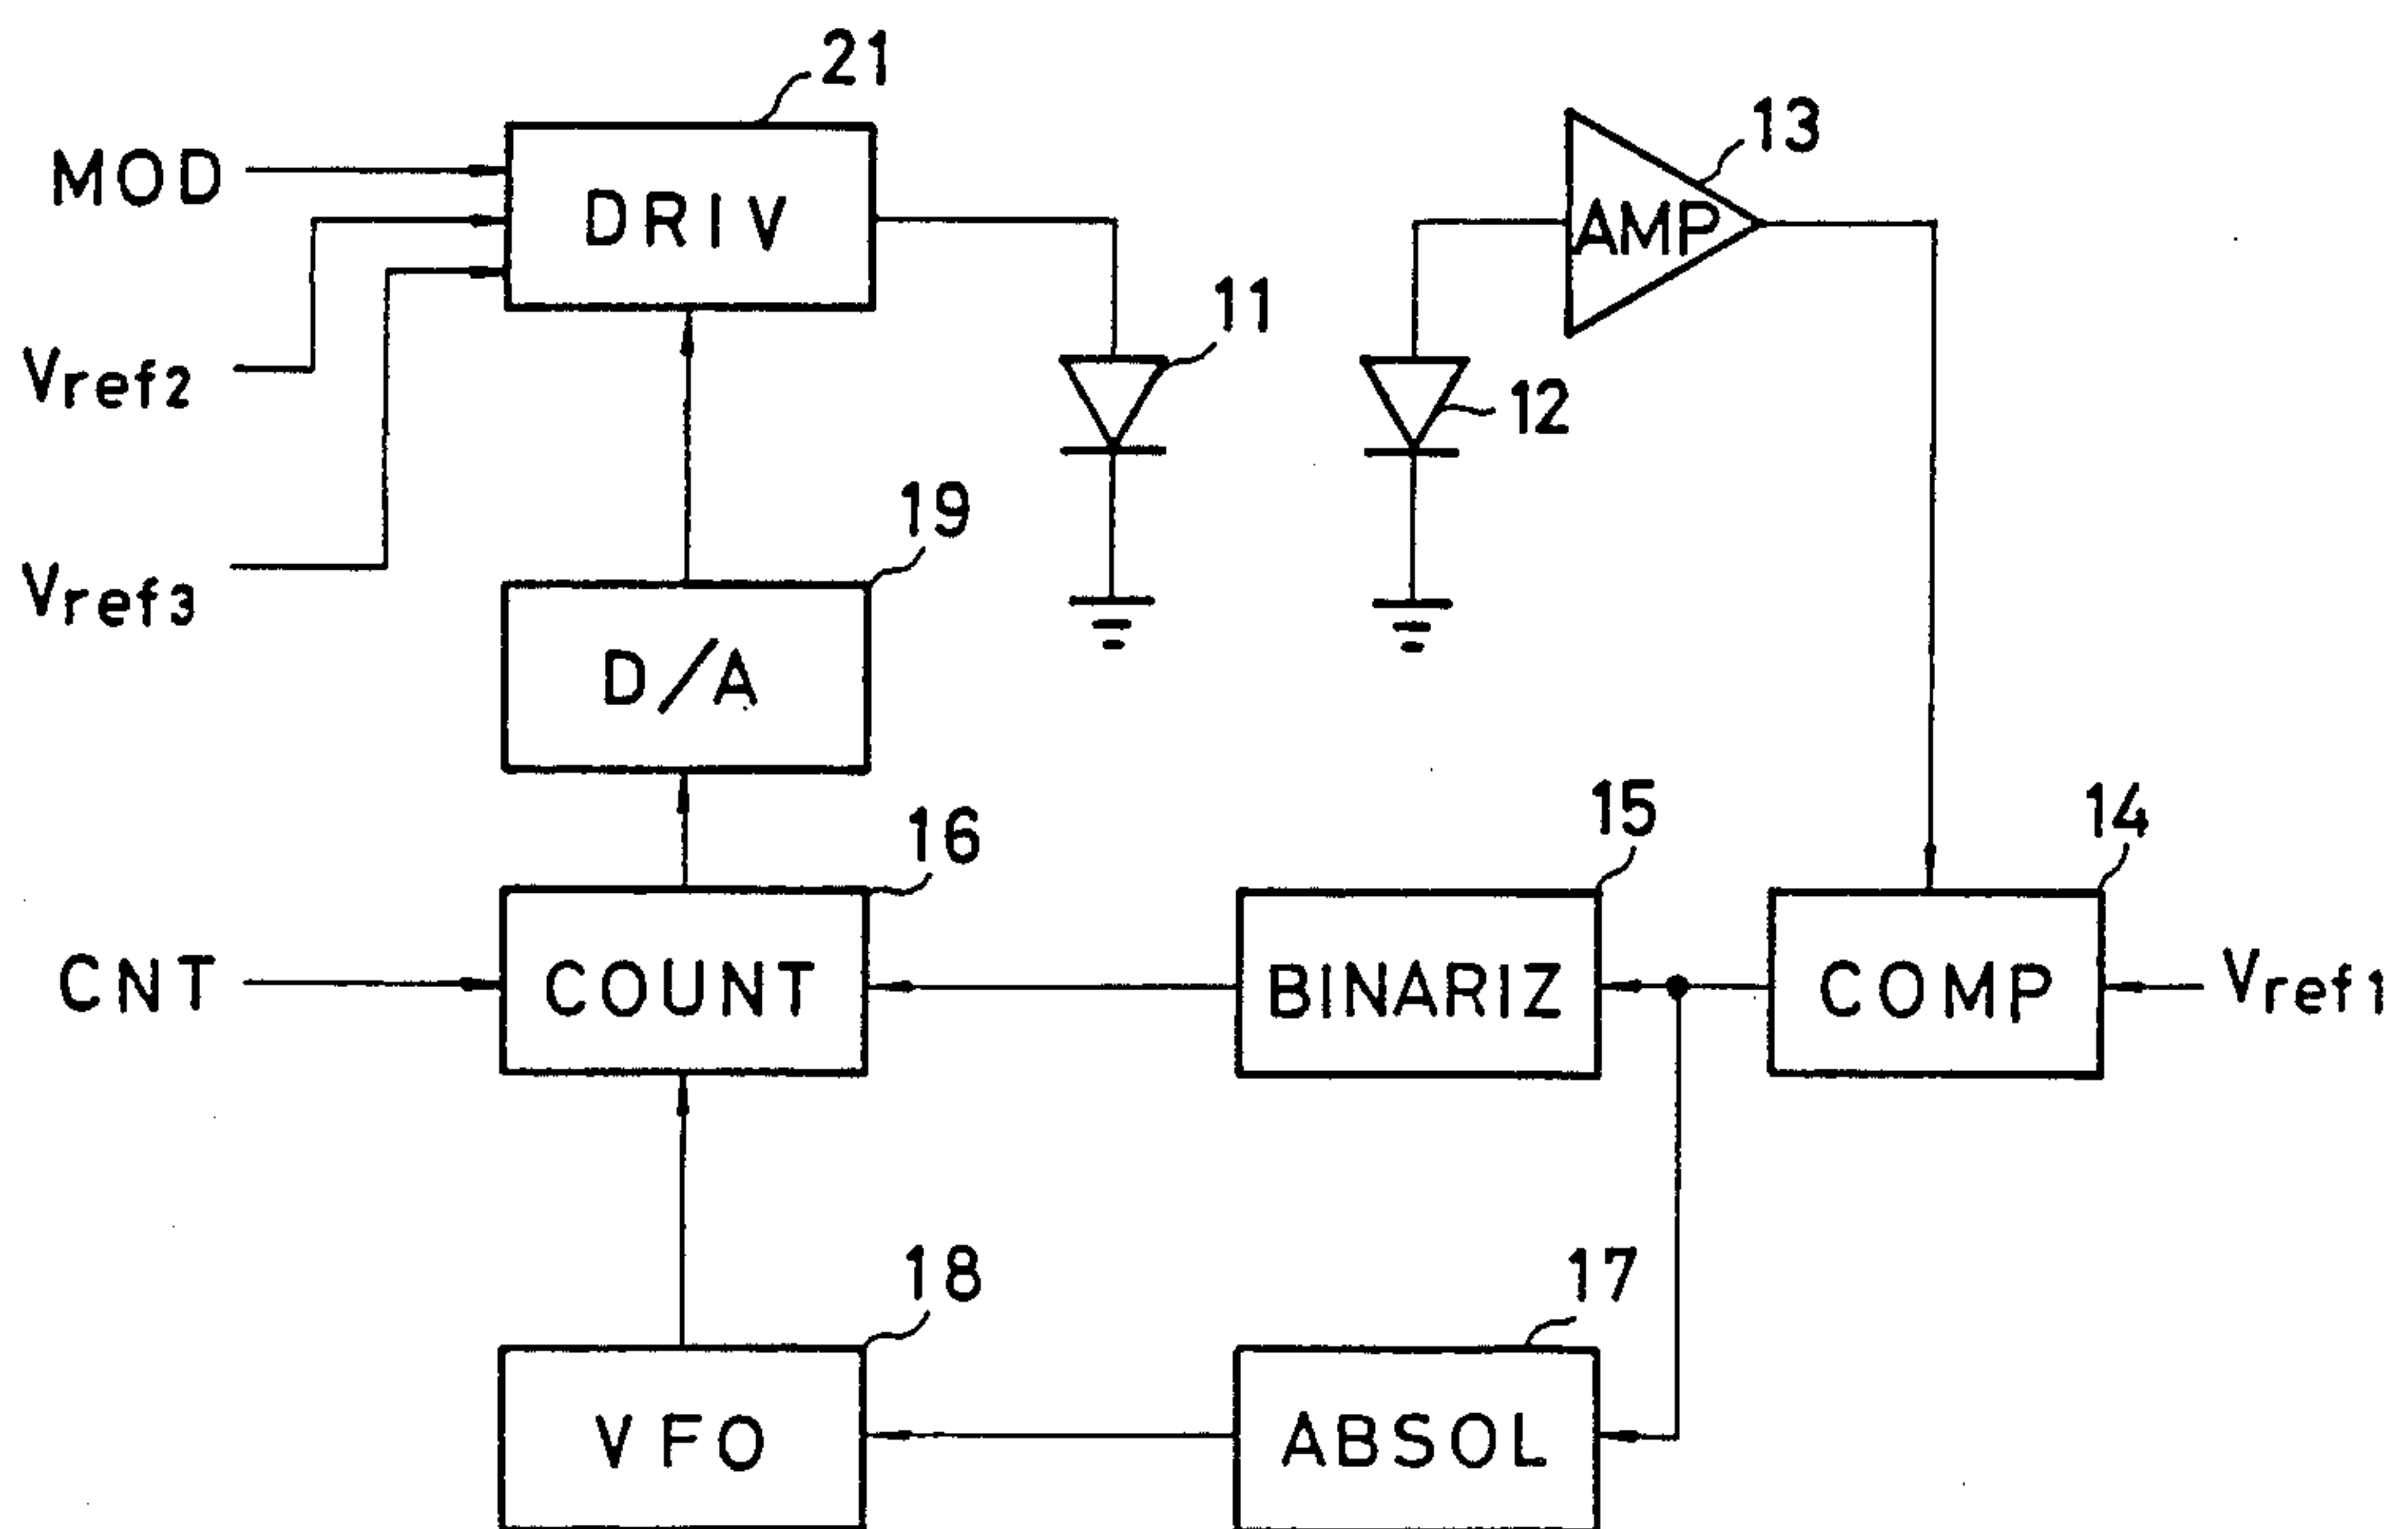 21
13
MOD
DRIV
AMP
11
Vref2
12
19
Vref3
D/A
15
14
16
CNT
COUNT
BINARIZ
COMP
Vref1
18
17
VFO
ABSOL